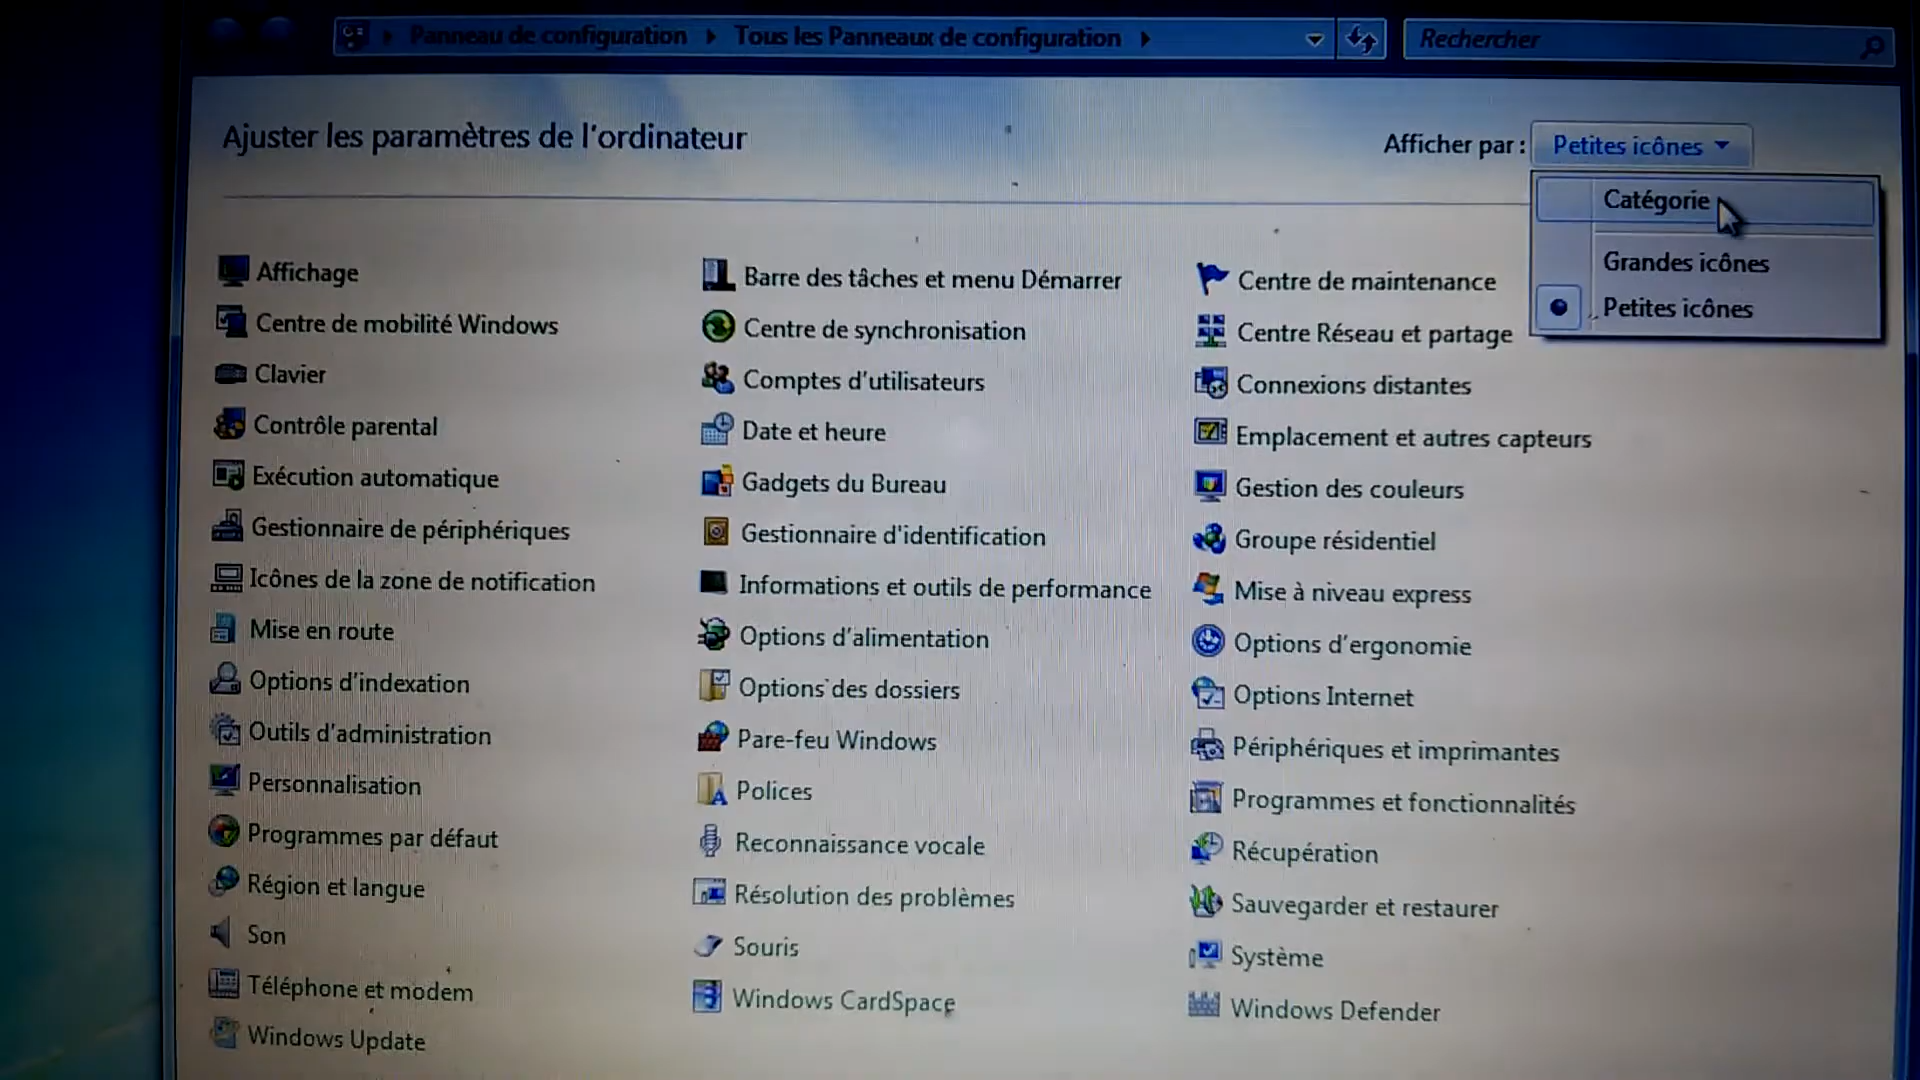 Panneau de configuration
Tous les Panneaux de configuration
Rechercher
Ajuster les paramètres de l'ordinateur
Afficher par :
Petites icônes
Catégorie
Grandes icônes
Petites icônes
Affichage
Barre des tâches et menu Démarrer
Centre de maintenance
Centre de mobilité Windows
Centre de synchronisation
Centre Réseau et partage
Clavier
Comptes d'utilisateurs
Connexions distantes
Contrôle parental
Date et heure
Emplacement et autres capteurs
Exécution automatique
Gadgets du Bureau
Gestion des couleurs
Gestionnaire de périphériques
Gestionnaire d'identification
Groupe résidentiel
Icônes de la zone de notification
Informations et outils de performance
Mise à niveau express
Mise en route
Options d'alimentation
Options d'ergonomie
Options d'indexation
Options des dossiers
Options Internet
Outils d'administration
Pare-feu Windows
Périphériques et imprimantes
Personnalisation
Polices
Programmes et fonctionnalités
Programmes par défaut
Reconnaissance vocale
Récupération
Région et langue
Résolution des problèmes
Sauvegarder et restaurer
Son
Souris
Système
Téléphone et modem
Windows CardSpace
Windows Defender
Windows Update